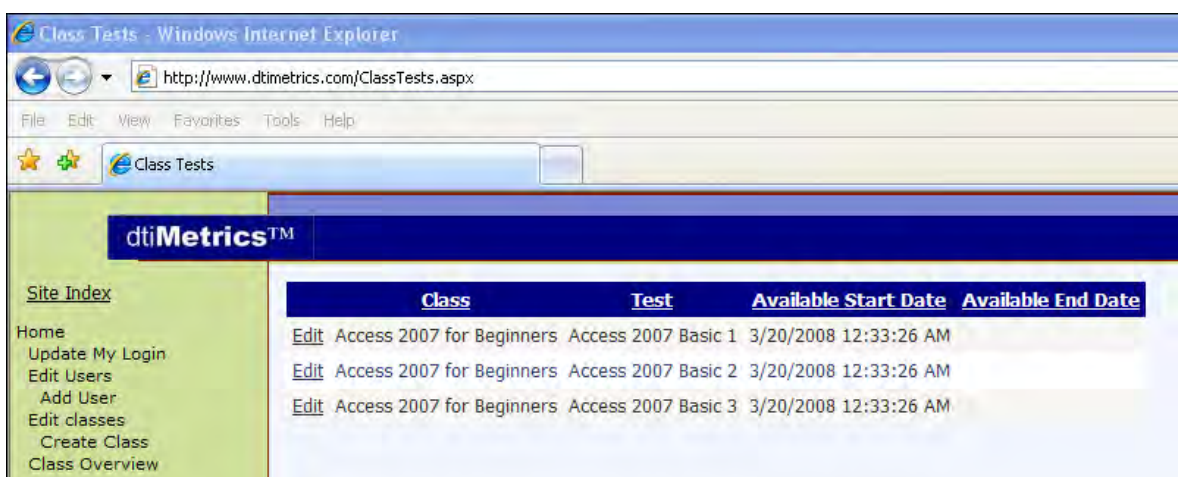 Class Tests - Windows Internet Explorer
http://www.dtimetrics.com/ClassTests.aspx
File Edit View Favorites Tools Help
Class Tests
dtiMetrics™
Site Index
Home
Update My Login
Edit Users
Add User
Edit classes
Create Class
Class Overview
Class Test Available Start Date Available End Date
Edit Access 2007 for Beginners Access 2007 Basic 1 3/20/2008 12:33:26 AM
Edit Access 2007 for Beginners Access 2007 Basic 2 3/20/2008 12:33:26 AM
Edit Access 2007 for Beginners Access 2007 Basic 3 3/20/2008 12:33:26 AM